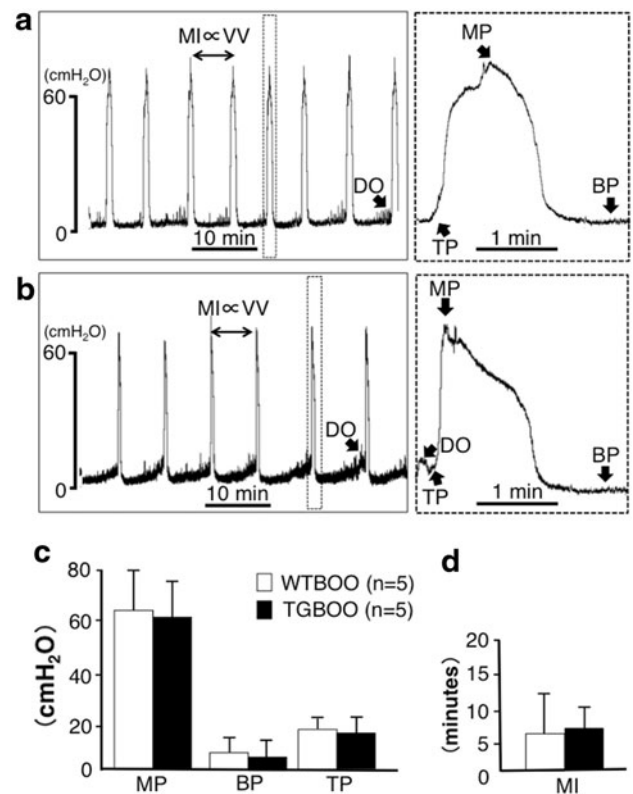 a
MI∝VV
(cmH₂O)
60
0
DO
10 min
MP
BP
TP
1 min
b
MI∝VV
(cmH₂O)
60
0
DO
10 min
MP
DO
BP
TP
1 min
c
80
60
40
20
0
(cmH₂O)
WTBOO (n=5)
TGBOO (n=5)
MP BP TP
d
20
15
10
5
0
(minutes)
MI